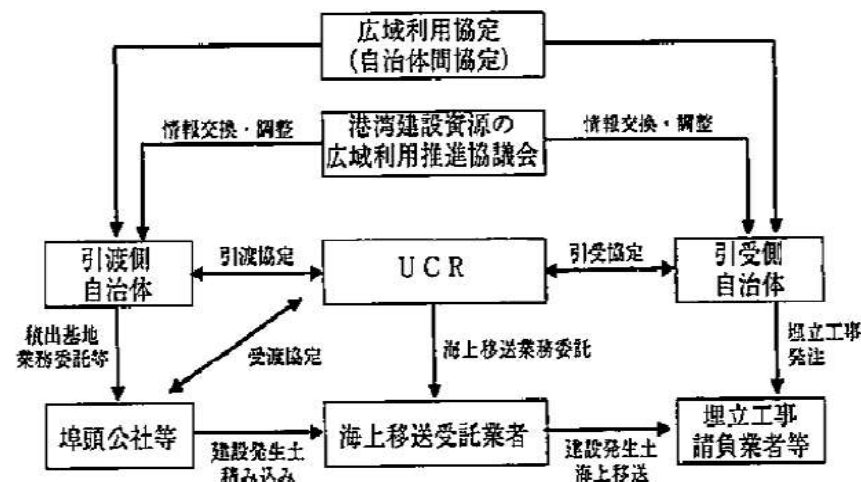 広域利用協定
(自治体間協定)
情報交換・調整
港湾建設資源の
広域利用推進協議会
情報交換・調整
引渡側
自治体
引渡協定
UCR
引受協定
引受側
自治体
積出基地
業務委託等
受渡協定
海上移送業務委託
埋立工事
発注
埠頭公社等
建設発生土
積み込み
海上移送受託業者
建設発生土
海上移送
埋立工事
請負業者等